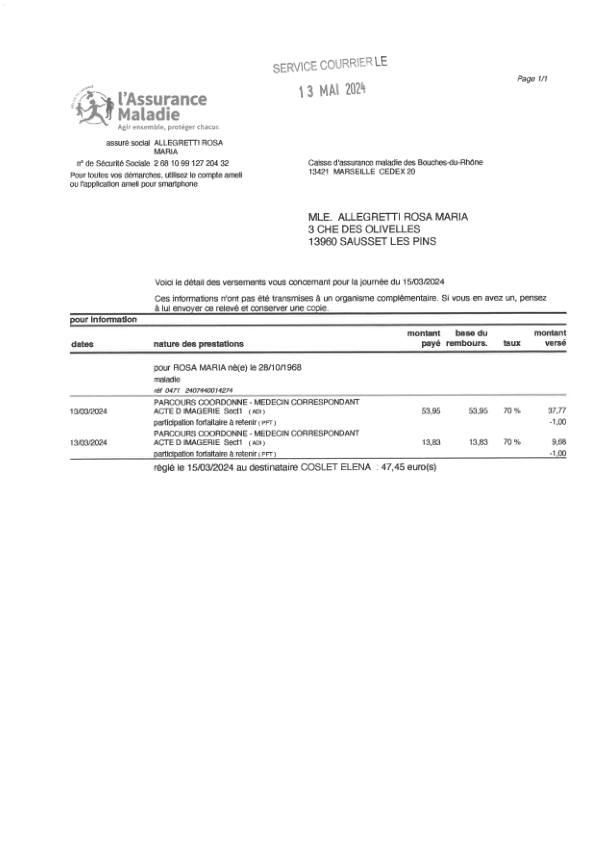 SERVICE COURRIER LE
13 MAI 2024
Page 1/1
l'Assurance
Maladie
Agir ensemble, protéger chacun
assuré social ALLEGRETTI ROSA
MARIA
n° de Sécurité Sociale 2 68 10 99 127 204 32
Pour toutes vos démarches, utilisez le compte ameli
ou l'application ameli pour smartphone
Caisse d'assurance maladie des Bouches-du-Rhône
13421 MARSEILLE CEDEX 20
MLE. ALLEGRETTI ROSA MARIA
3 CHE DES OLIVELLES
13960 SAUSSET LES PINS
Voici le détail des versements vous concernant pour la journée du 15/03/2024
Ces informations n'ont pas été transmises à un organisme complémentaire. Si vous en avez un, pensez
à lui envoyer ce relevé et conserver une copie.
pour information
dates nature des prestations montant payé base du rembours. taux montant versé
pour ROSA MARIA né(e) le 28/10/1968
maladie
réf 0471 2407440014274
PARCOURS COORDONNE - MEDECIN CORRESPONDANT
13/03/2024 ACTE D IMAGERIE Sect1 ( ADI ) 53,95 53,95 70 % 37,77
participation forfaitaire à retenir ( PFT ) -1,00
PARCOURS COORDONNE - MEDECIN CORRESPONDANT
13/03/2024 ACTE D IMAGERIE Sect1 ( ADI ) 13,83 13,83 70 % 9,68
participation forfaitaire à retenir ( PFT ) -1,00
réglé le 15/03/2024 au destinataire COSLET ELENA : 47,45 euro(s)